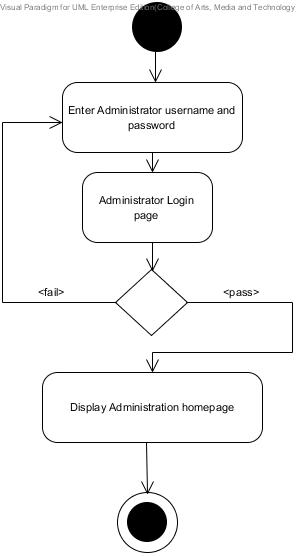 Visual Paradigm for UML Enterprise Edition(College of Arts, Media and Technology
Enter Administrator username and
password
Administrator Login
page
<fail>
<pass>
Display Administration homepage